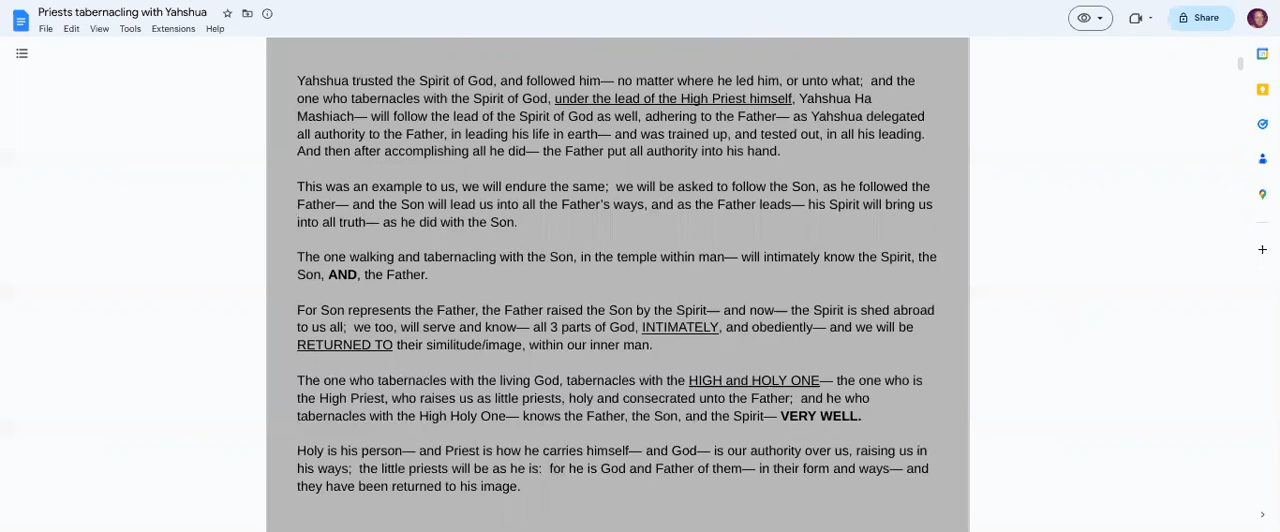 Priests tabernacling with Yahshua
File Edit View Tools Extensions Help
Share
Yahshua trusted the Spirit of God, and followed him— no matter where he led him, or unto what;  and the
one who tabernacles with the Spirit of God, under the lead of the High Priest himself, Yahshua Ha
Mashiach— will follow the lead of the Spirit of God as well, adhering to the Father— as Yahshua delegated
all authority to the Father, in leading his life in earth— and was trained up, and tested out, in all his leading.
And then after accomplishing all he did— the Father put all authority into his hand.
This was an example to us, we will endure the same;  we will be asked to follow the Son, as he followed the
Father— and the Son will lead us into all the Father's ways, and as the Father leads— his Spirit will bring us
into all truth— as he did with the Son.
The one walking and tabernacling with the Son, in the temple within man— will intimately know the Spirit, the
Son, AND, the Father.
For Son represents the Father, the Father raised the Son by the Spirit— and now— the Spirit is shed abroad
to us all;  we too, will serve and know— all 3 parts of God, INTIMATELY, and obediently— and we will be
RETURNED TO their similitude/image, within our inner man.
The one who tabernacles with the living God, tabernacles with the HIGH and HOLY ONE— the one who is
the High Priest, who raises us as little priests, holy and consecrated unto the Father;  and he who
tabernacles with the High Holy One— knows the Father, the Son, and the Spirit— VERY WELL.
Holy is his person— and Priest is how he carries himself— and God— is our authority over us, raising us in
his ways;  the little priests will be as he is:  for he is God and Father of them— in their form and ways— and
they have been returned to his image.